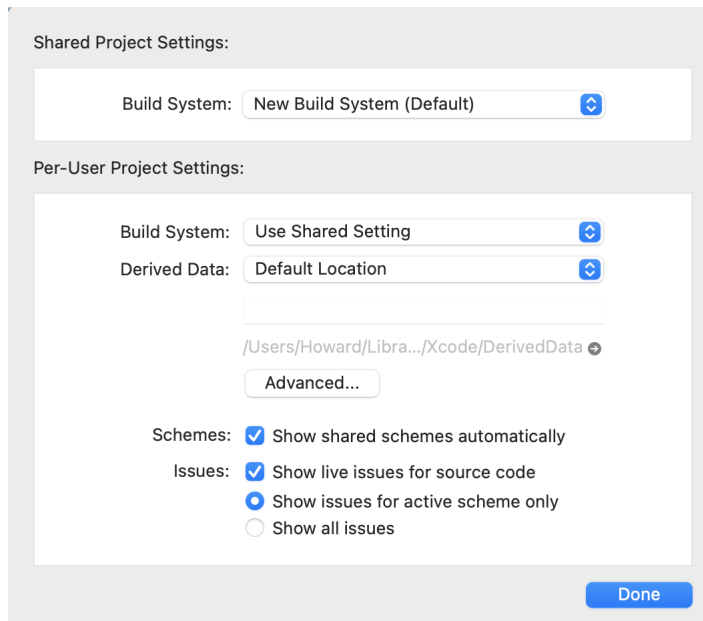 Shared Project Settings:
Build System: New Build System (Default)
Per-User Project Settings:
Build System: Use Shared Setting
Derived Data: Default Location
/Users/Howard/Libra.../Xcode/DerivedData
Advanced...
Schemes: Show shared schemes automatically
Issues: Show live issues for source code
Show issues for active scheme only
Show all issues
Done